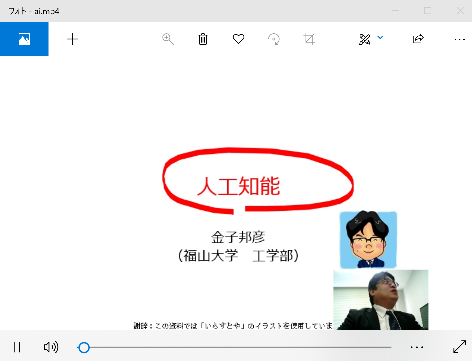 フォト - ai.mp4
人工知能
金子邦彦
（福山大学　工学部）
謝辞：この資料では「いらすとや」のイラストを使用していま